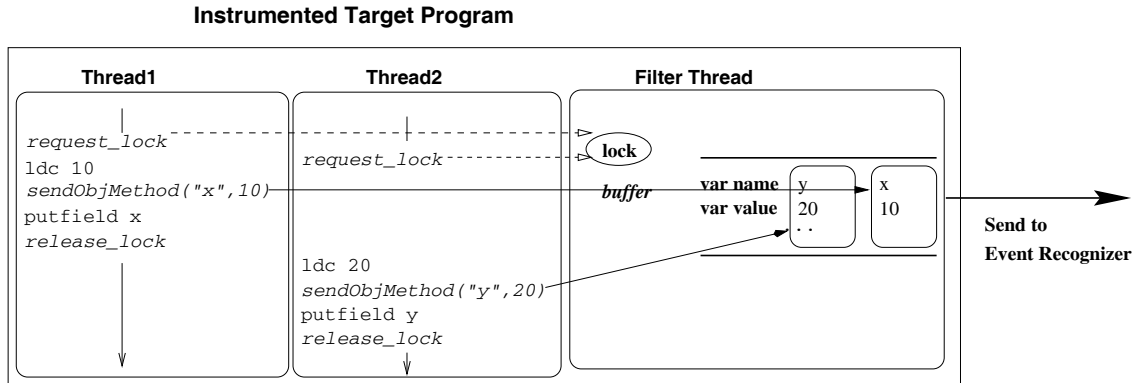 Instrumented Target Program
Thread1
request_lock
ldc 10
sendObjMethod("x",10)
putfield x
release_lock
Thread2
request_lock
ldc 20
sendObjMethod("y",20)
putfield y
release_lock
Filter Thread
lock
buffer
var name y x
var value 20 10
. . .
Send to
Event Recognizer